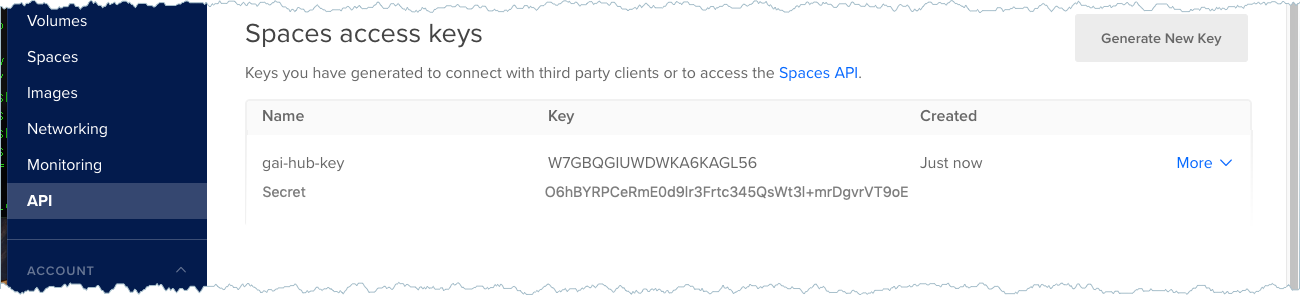 Volumes
Spaces
Images
Networking
Monitoring
API
ACCOUNT
Spaces access keys
Generate New Key
Keys you have generated to connect with third party clients or to access the Spaces API.
Name Key Created
gai-hub-key W7GBQGIUWDWKA6KAGL56 Just now More
Secret O6hBYRPCeRmE0d9lr3Frtc345QsWt3l+mrDgvrVT9oE